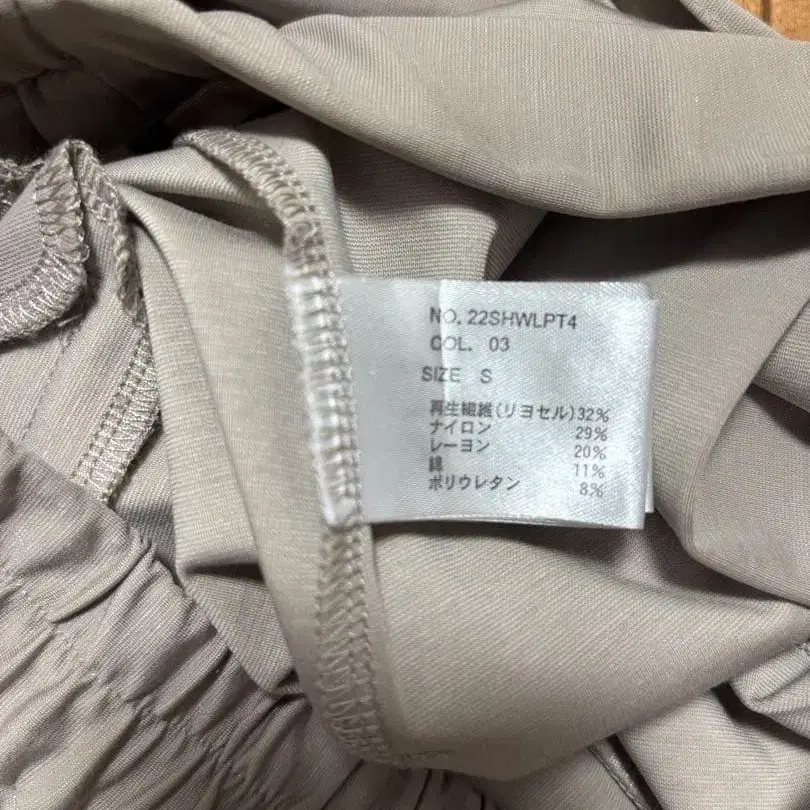 NO. 22SHWLPT4
COL. 03
SIZE S
再生繊維(リヨセル)32%
ナイロン 29%
レーヨン 20%
綿 11%
ポリウレタン 8%